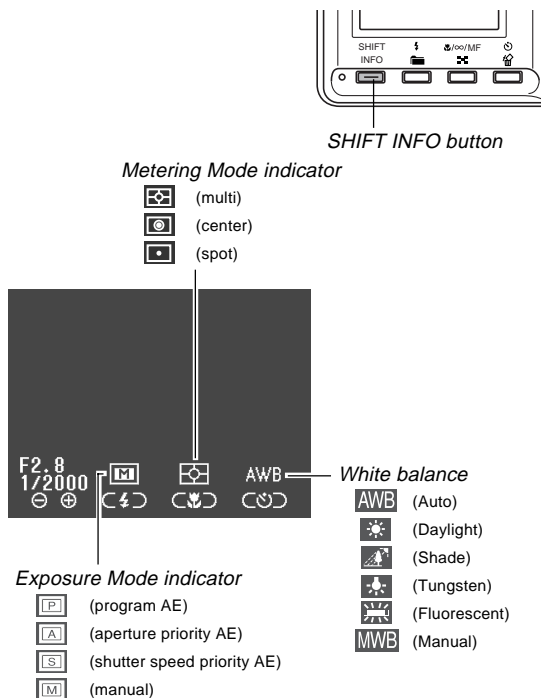 SHIFT
INFO
/∞/MF
SHIFT INFO button
Metering Mode indicator
(multi)
(center)
(spot)
F2.8
1/2000
M
AWB
White balance
AWB (Auto)
(Daylight)
(Shade)
(Tungsten)
(Fluorescent)
MWB (Manual)
Exposure Mode indicator
P (program AE)
A (aperture priority AE)
S (shutter speed priority AE)
M (manual)